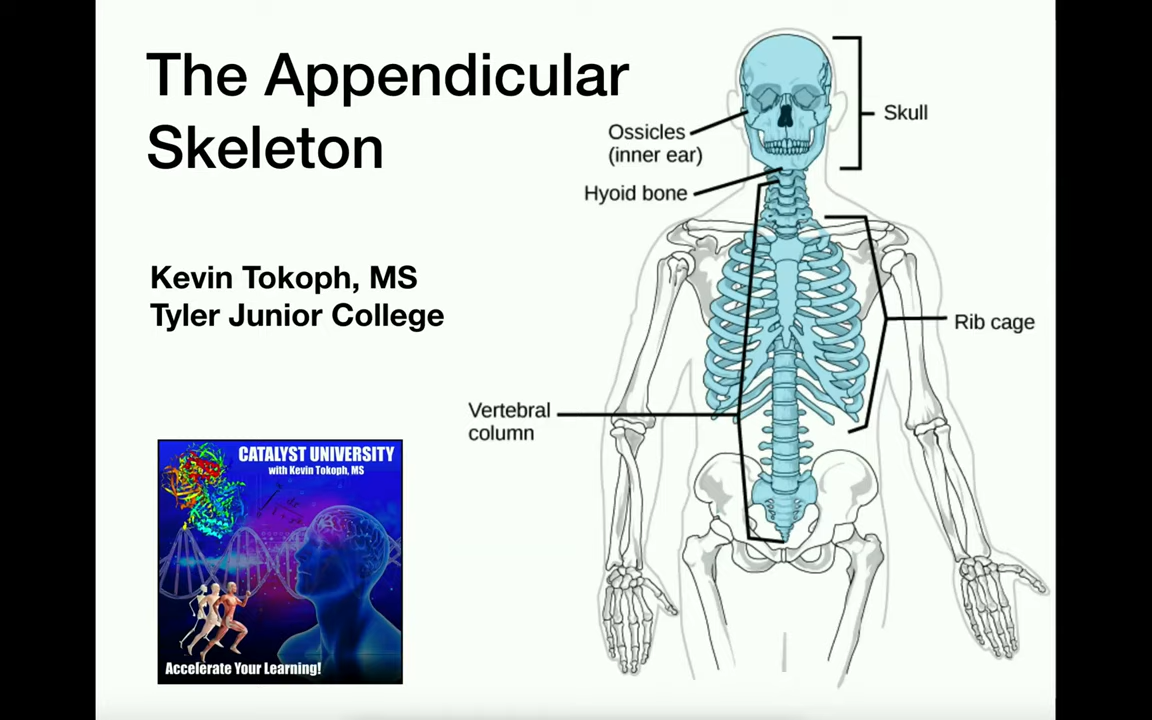 The Appendicular
Skeleton
Kevin Tokoph, MS
Tyler Junior College
Ossicles
(inner ear)
Hyoid bone
Skull
Rib cage
Vertebral
column
CATALYST UNIVERSITY
with Kevin Tokoph, MS
Accelerate Your Learning!